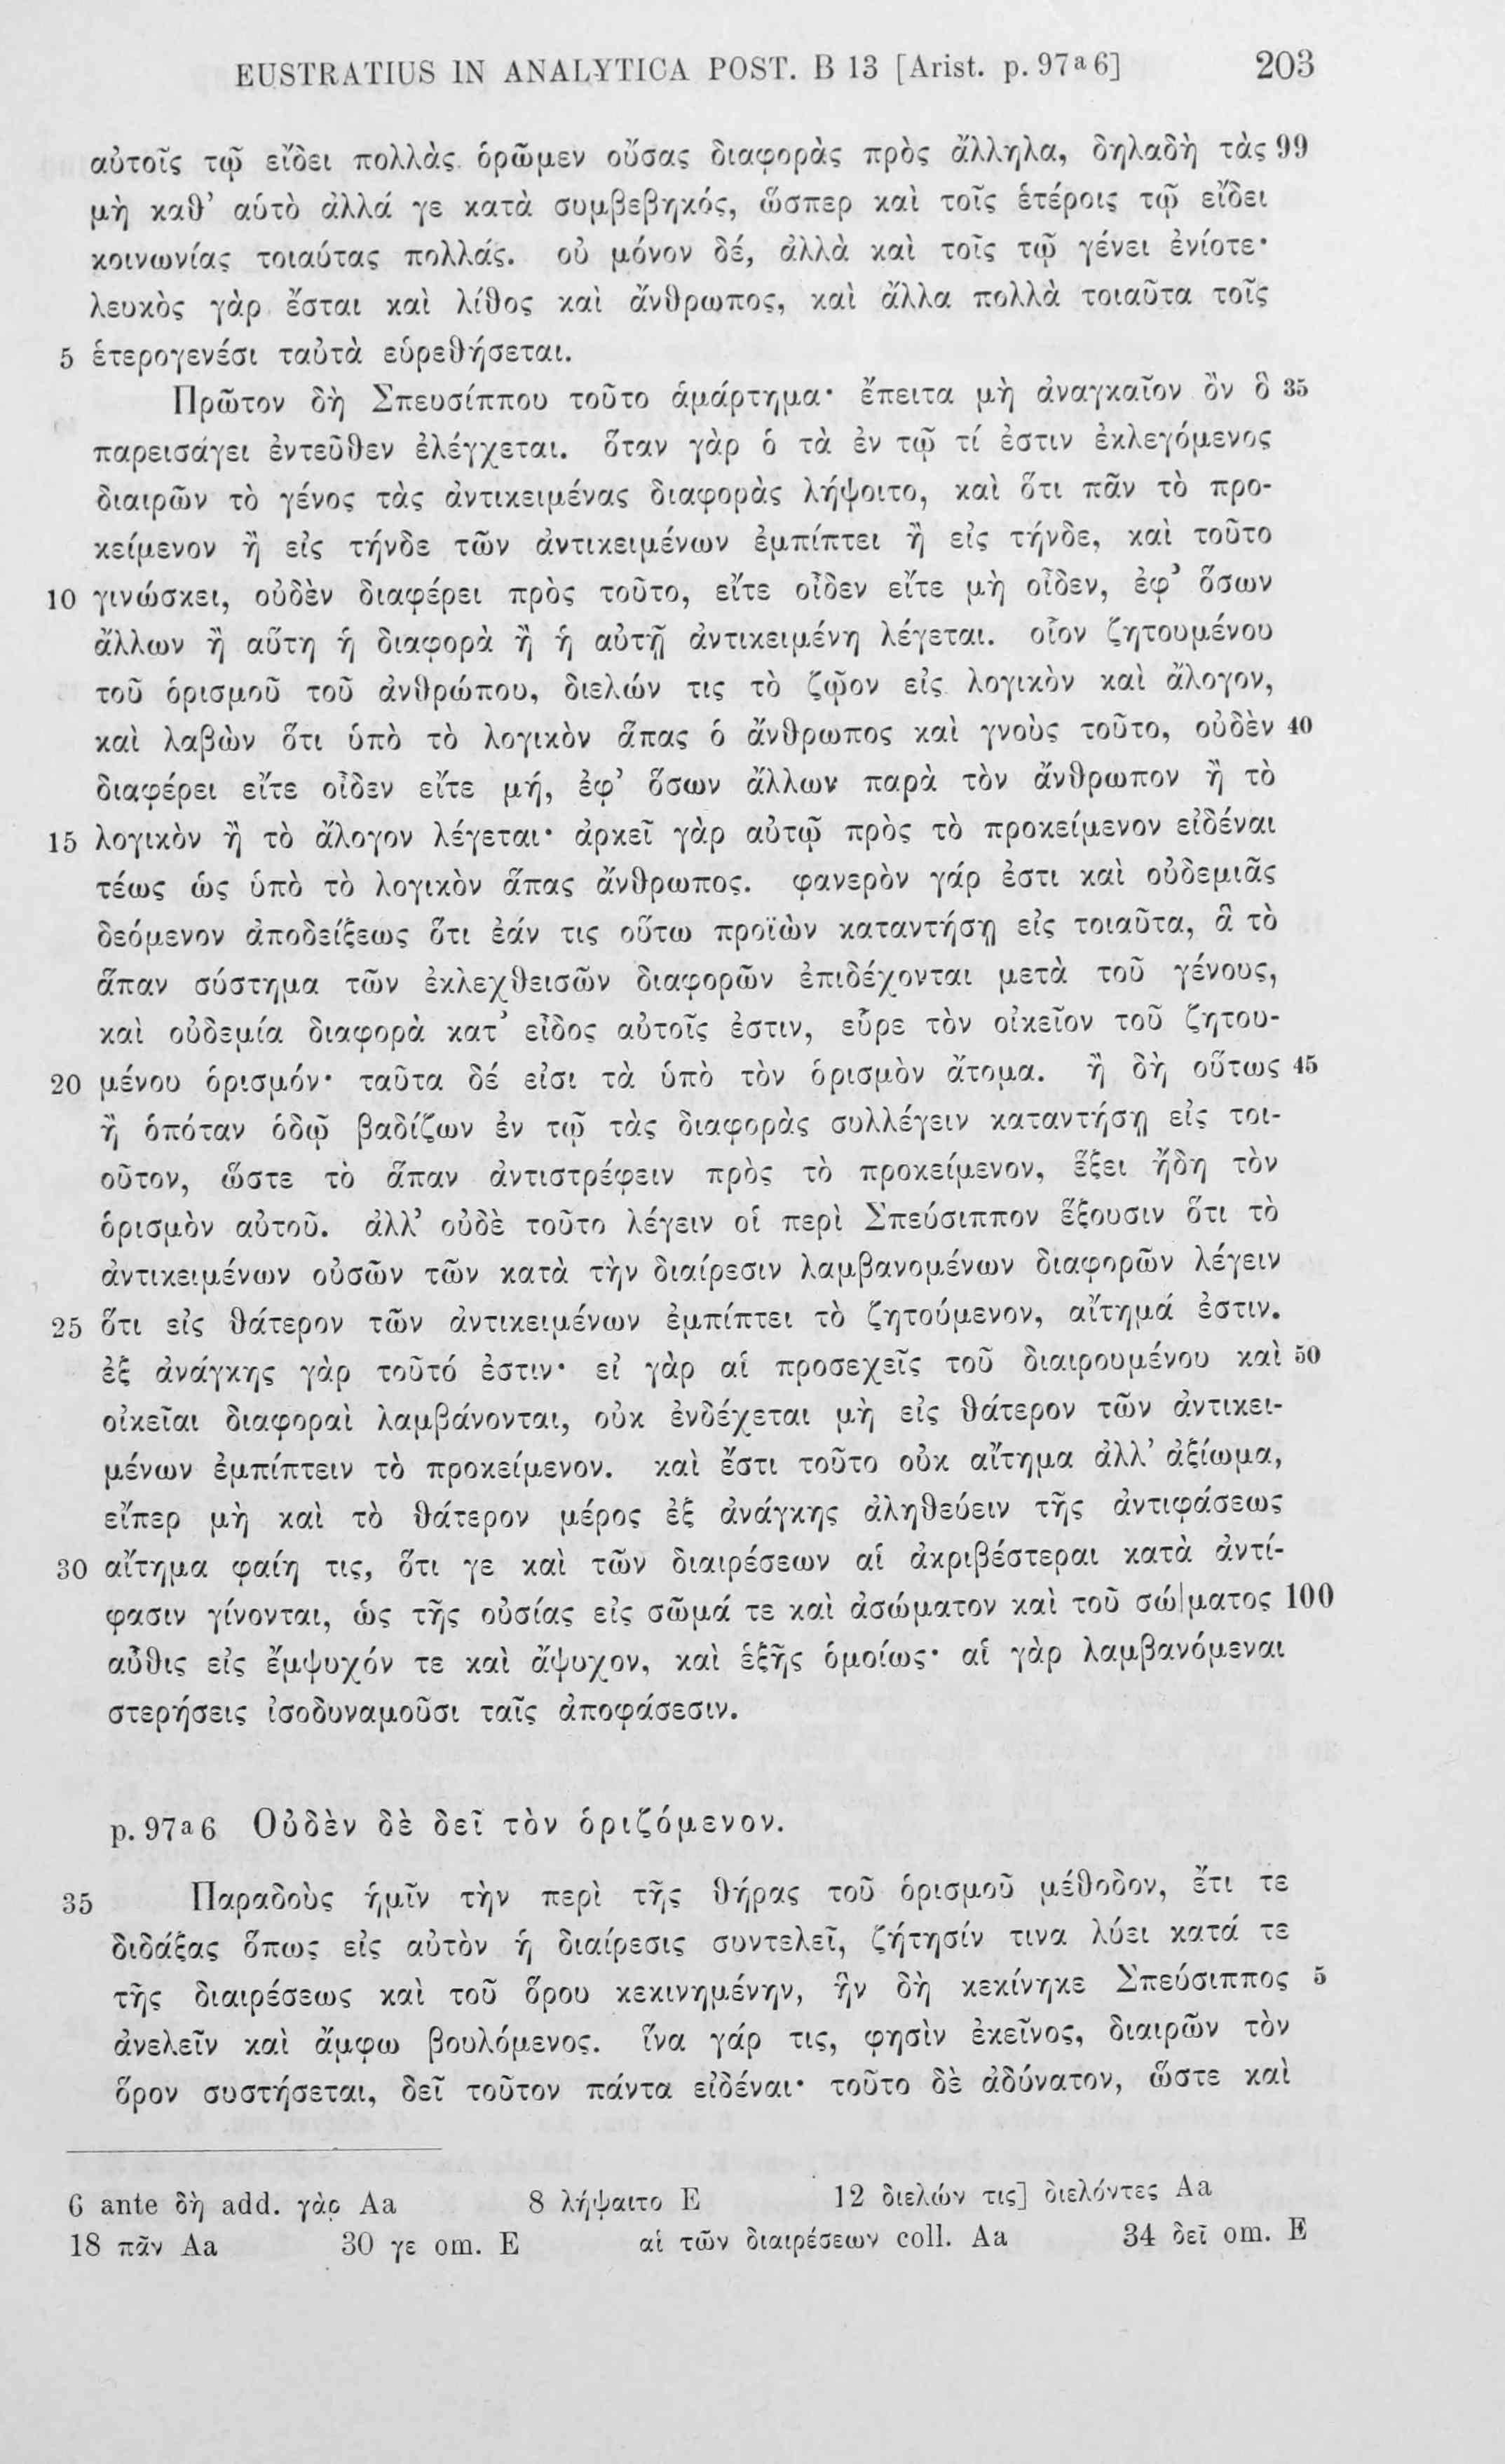 EUSTRATIUS IN ANALYTICA POST. B 13 [Arist. p. 97a6] 203
αὐτοῖς τῷ εἴδει πολλὰς ὁρῶμεν οὔσας διαφορὰς πρὸς ἄλληλα, δηλαδὴ τὰς 99
μὴ καθ’ αὑτὸ ἀλλά γε κατὰ συμβεβηκός, ὥσπερ καὶ τοῖς ἑτέροις τῷ εἴδει
κοινωνίας τοιαύτας πολλάς. οὐ μόνον δέ, ἀλλὰ καὶ τοῖς τῷ γένει ἐνίοτε·
λευκὸς γὰρ ἔσται καὶ λίθος καὶ ἄνθρωπος, καὶ ἄλλα πολλὰ τοιαῦτα τοῖς
5 ἑτερογενέσι ταὐτὰ εὑρεθήσεται.
Πρῶτον δὴ Σπευσίππου τοῦτο ἁμάρτημα· ἔπειτα μὴ ἀναγκαῖον ὂν ὃ 35
παρεισάγει ἐντεῦθεν ἐλέγχεται. ὅταν γὰρ ὁ τὰ ἐν τῷ τί ἐστιν ἐκλεγόμενος
διαιρῶν τὸ γένος τὰς ἀντικειμένας διαφορὰς λήψοιτο, καὶ ὅτι πᾶν τὸ προ-
κείμενον ἢ εἰς τήνδε τῶν ἀντικειμένων ἐμπίπτει ἢ εἰς τήνδε, καὶ τοῦτο
10 γινώσκει, οὐδὲν διαφέρει πρὸς τοῦτο, εἴτε οἶδεν εἴτε μὴ οἶδεν, ἐφ’ ὅσων
ἄλλων ἢ αὕτη ἡ διαφορὰ ἢ ἡ αὐτῇ ἀντικειμένη λέγεται. οἷον ζητουμένου
τοῦ ὁρισμοῦ τοῦ ἀνθρώπου, διελών τις τὸ ζῷον εἰς λογικὸν καὶ ἄλογον,
καὶ λαβὼν ὅτι ὑπὸ τὸ λογικὸν ἅπας ὁ ἄνθρωπος καὶ γνοὺς τοῦτο, οὐδὲν 40
διαφέρει εἴτε οἶδεν εἴτε μή, ἐφ’ ὅσων ἄλλων παρὰ τὸν ἄνθρωπον ἢ τὸ
15 λογικὸν ἢ τὸ ἄλογον λέγεται· ἀρκεῖ γὰρ αὐτῷ πρὸς τὸ προκείμενον εἰδέναι
τέως ὡς ὑπὸ τὸ λογικὸν ἅπας ἄνθρωπος. φανερὸν γάρ ἐστι καὶ οὐδεμιᾶς
δεόμενον ἀποδείξεως ὅτι ἐάν τις οὕτω προϊὼν καταντήσῃ εἰς τοιαῦτα, ἃ τὸ
ἅπαν σύστημα τῶν ἐκλεχθεισῶν διαφορῶν ἐπιδέχονται μετὰ τοῦ γένους,
καὶ οὐδεμία διαφορὰ κατ’ εἶδος αὐτοῖς ἐστιν, εὗρε τὸν οἰκεῖον τοῦ ζητου-
20 μένου ὁρισμόν· ταῦτα δέ εἰσι τὰ ὑπὸ τὸν ὁρισμὸν ἄτομα. ἢ δὴ οὕτως 45
ἢ ὁπόταν ὁδῷ βαδίζων ἐν τῷ τὰς διαφορὰς συλλέγειν καταντήσῃ εἰς τοι-
οῦτον, ὥστε τὸ ἅπαν ἀντιστρέφειν πρὸς τὸ προκείμενον, ἕξει ἤδη τὸν
ὁρισμὸν αὐτοῦ. ἀλλ’ οὐδὲ τοῦτο λέγειν οἱ περὶ Σπεύσιππον ἕξουσιν ὅτι τὸ
ἀντικειμένων οὐσῶν τῶν κατὰ τὴν διαίρεσιν λαμβανομένων διαφορῶν λέγειν
25 ὅτι εἰς θάτερον τῶν ἀντικειμένων ἐμπίπτει τὸ ζητούμενον, αἴτημά ἐστιν.
ἐξ ἀνάγκης γὰρ τοῦτό ἐστιν· εἰ γὰρ αἱ προσεχεῖς τοῦ διαιρουμένου καὶ 50
οἰκεῖαι διαφοραὶ λαμβάνονται, οὐκ ἐνδέχεται μὴ εἰς θάτερον τῶν ἀντικει-
μένων ἐμπίπτειν τὸ προκείμενον. καὶ ἔστι τοῦτο οὐκ αἴτημα ἀλλ’ ἀξίωμα,
εἴπερ μὴ καὶ τὸ θάτερον μέρος ἐξ ἀνάγκης ἀληθεύειν τῆς ἀντιφάσεως
30 αἴτημα φαίη τις, ὅτι γε καὶ τῶν διαιρέσεων αἱ ἀκριβέστεραι κατὰ ἀντί-
φασιν γίνονται, ὡς τῆς οὐσίας εἰς σῶμά τε καὶ ἀσώματον καὶ τοῦ σώ|ματος 100
αὖθις εἰς ἔμψυχόν τε καὶ ἄψυχον, καὶ ἑξῆς ὁμοίως· αἱ γὰρ λαμβανόμεναι
στερήσεις ἰσοδυναμοῦσι ταῖς ἀποφάσεσιν.
p. 97a6 Οὐδὲν δὲ δεῖ τὸν ὁριζόμενον.
35 Παραδοὺς ἡμῖν τὴν περὶ τῆς θήρας τοῦ ὁρισμοῦ μέθοδον, ἔτι τε
διδάξας ὅπως εἰς αὐτὸν ἡ διαίρεσις συντελεῖ, ζήτησίν τινα λύει κατά τε
τῆς διαιρέσεως καὶ τοῦ ὅρου κεκινημένην, ἣν δὴ κεκίνηκε Σπεύσιππος 5
ἀνελεῖν καὶ ἄμφω βουλόμενος. ἵνα γάρ τις, φησὶν ἐκεῖνος, διαιρῶν τὸν
ὅρον συστήσεται, δεῖ τοῦτον πάντα εἰδέναι· τοῦτο δὲ ἀδύνατον, ὥστε καὶ
6 ante δὴ add. γὰρ Aa 8 λήψαιτο E 12 διελών τις] διελόντες Aa
18 πᾶν Aa 30 γε om. E αἱ τῶν διαιρέσεων coll. Aa 34 δεῖ om. E